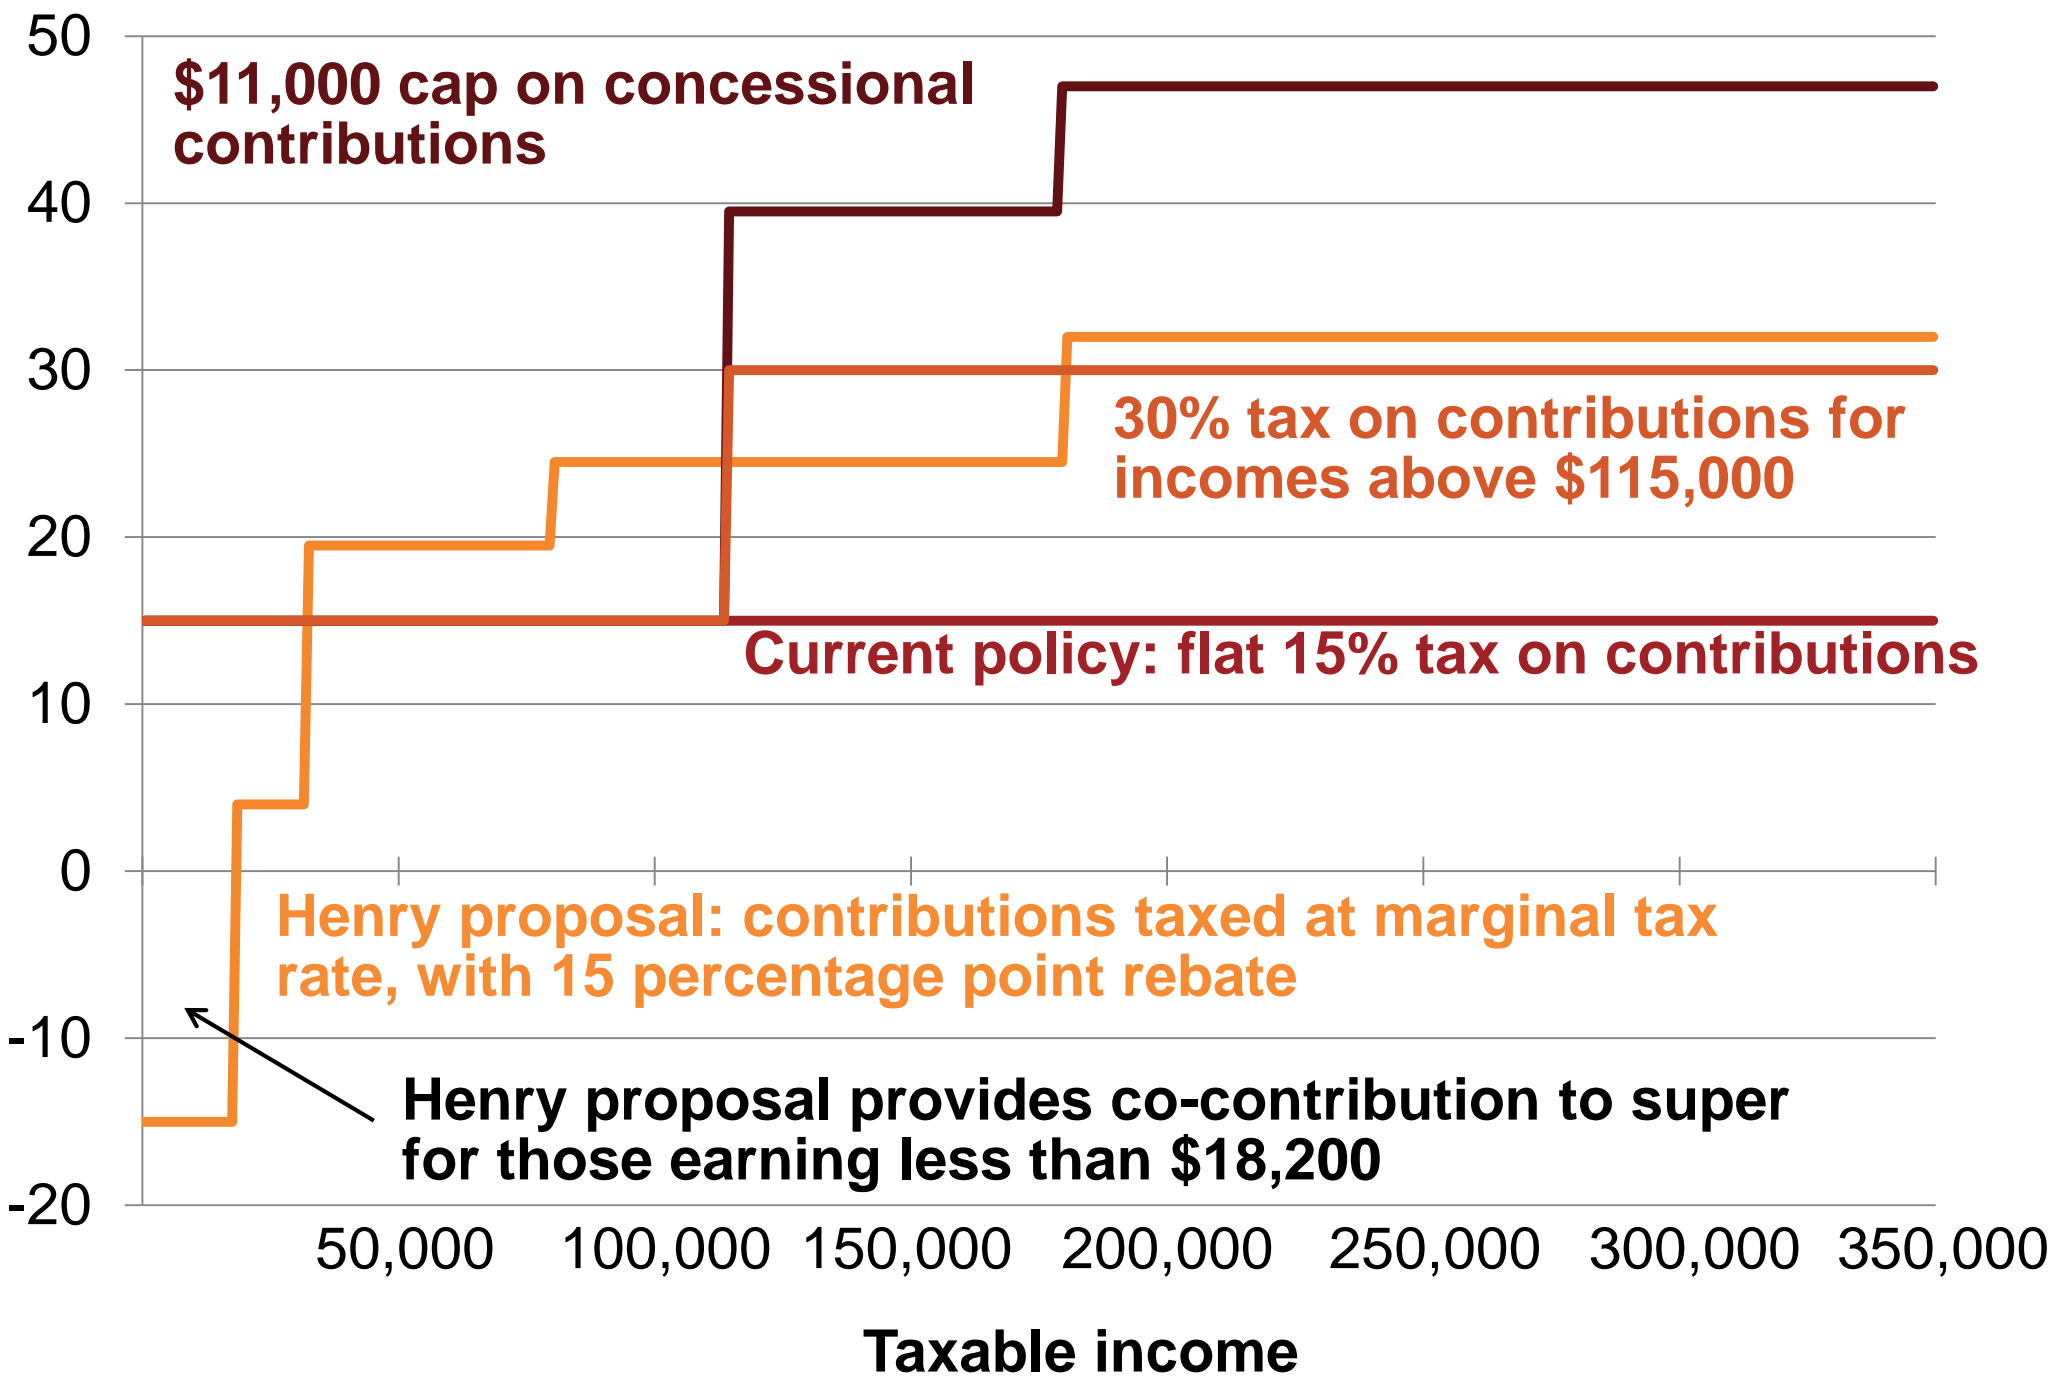 50
$11,000 cap on concessional
contributions
40
30
30% tax on contributions for
incomes above $115,000
20
Current policy: flat 15% tax on contributions
10
0
Henry proposal: contributions taxed at marginal tax
rate, with 15 percentage point rebate
-10
Henry proposal provides co-contribution to super
for those earning less than $18,200
-20
50,000 100,000 150,000 200,000 250,000 300,000 350,000
Taxable income